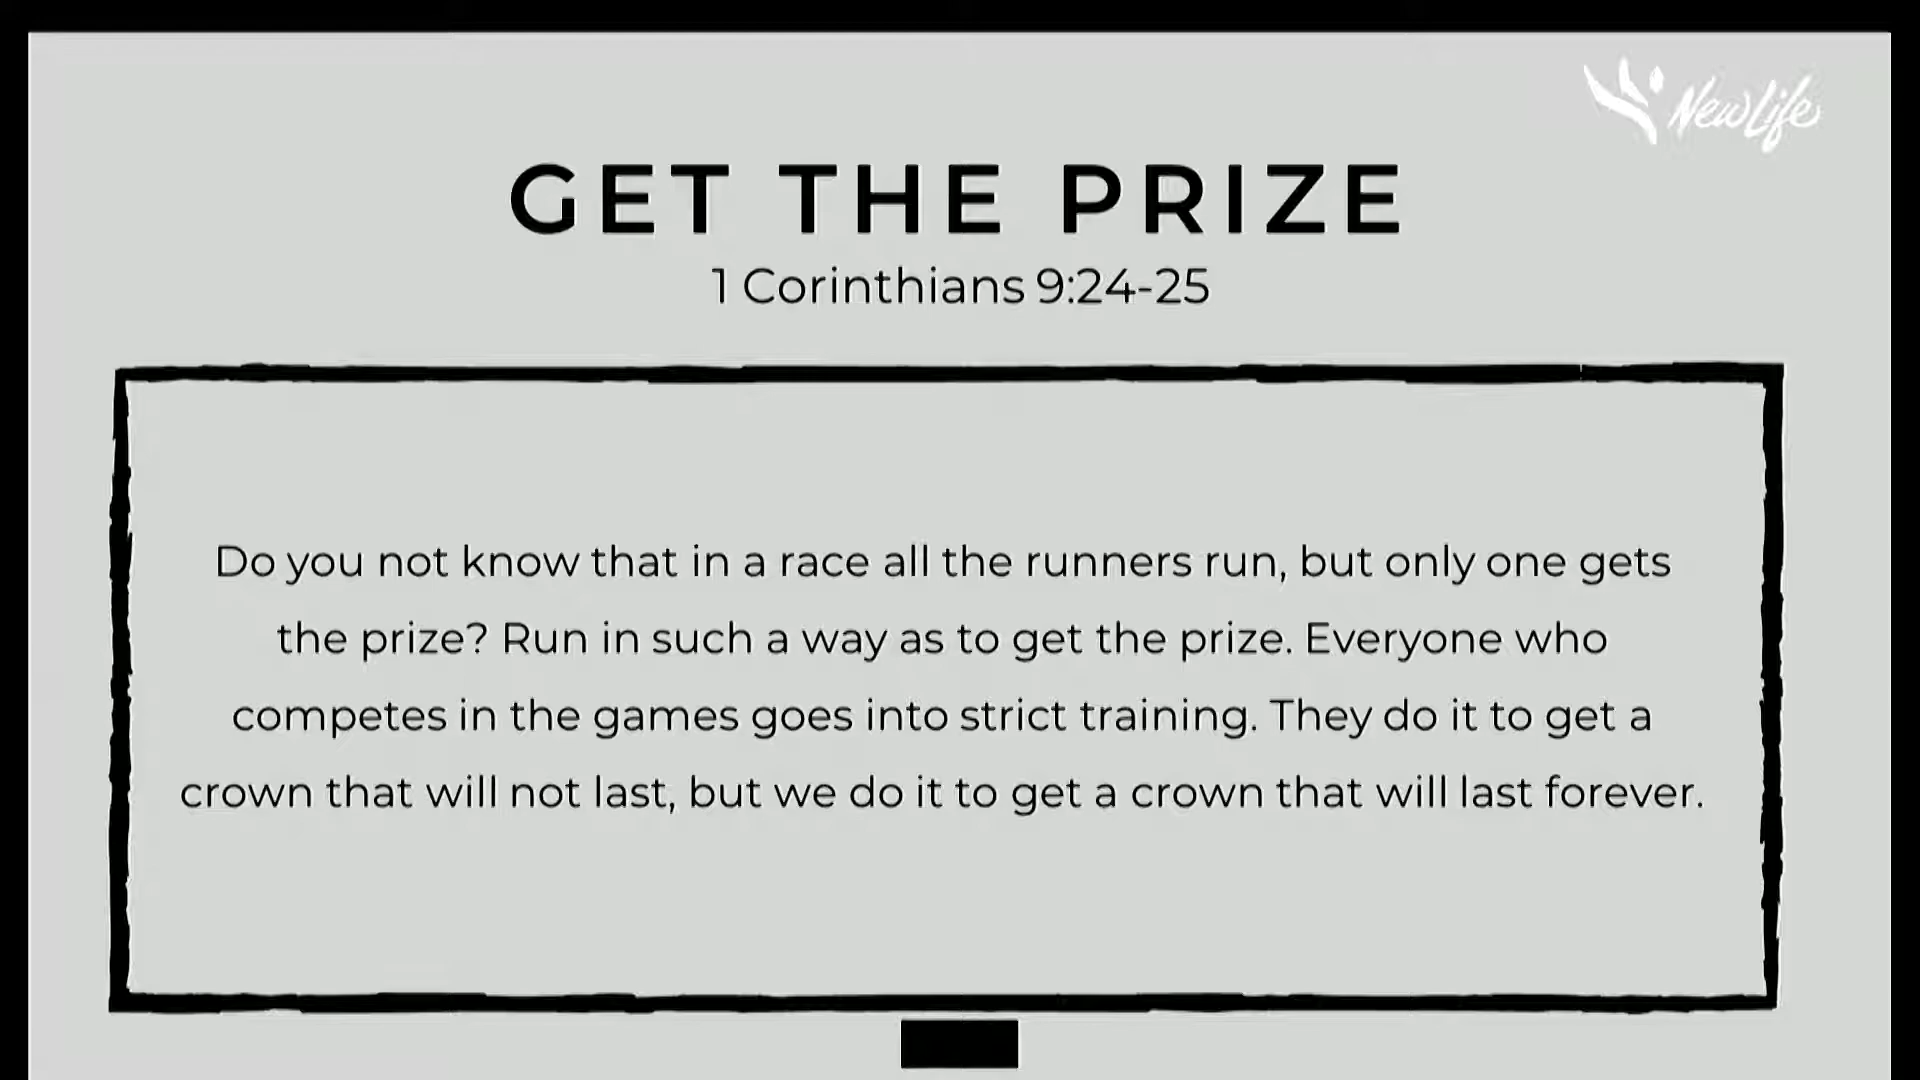 NewLife
GET THE PRIZE
1 Corinthians 9:24-25
Do you not know that in a race all the runners run, but only one gets
the prize? Run in such a way as to get the prize. Everyone who
competes in the games goes into strict training. They do it to get a
crown that will not last, but we do it to get a crown that will last forever.